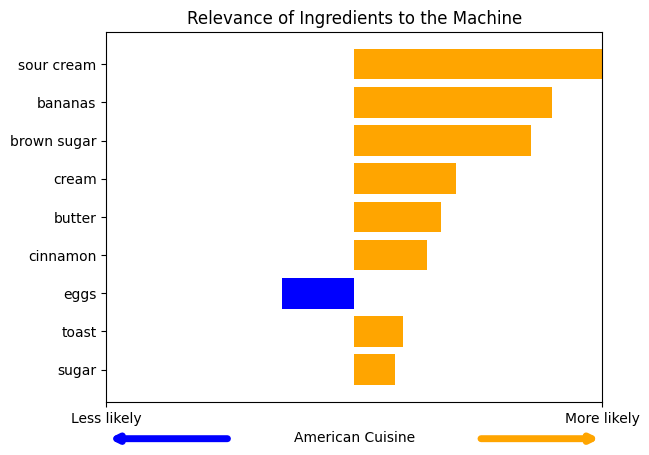 Relevance of Ingredients to the Machine
sour cream
bananas
brown sugar
cream
butter
cinnamon
eggs
toast
sugar
Less likely
More likely
American Cuisine